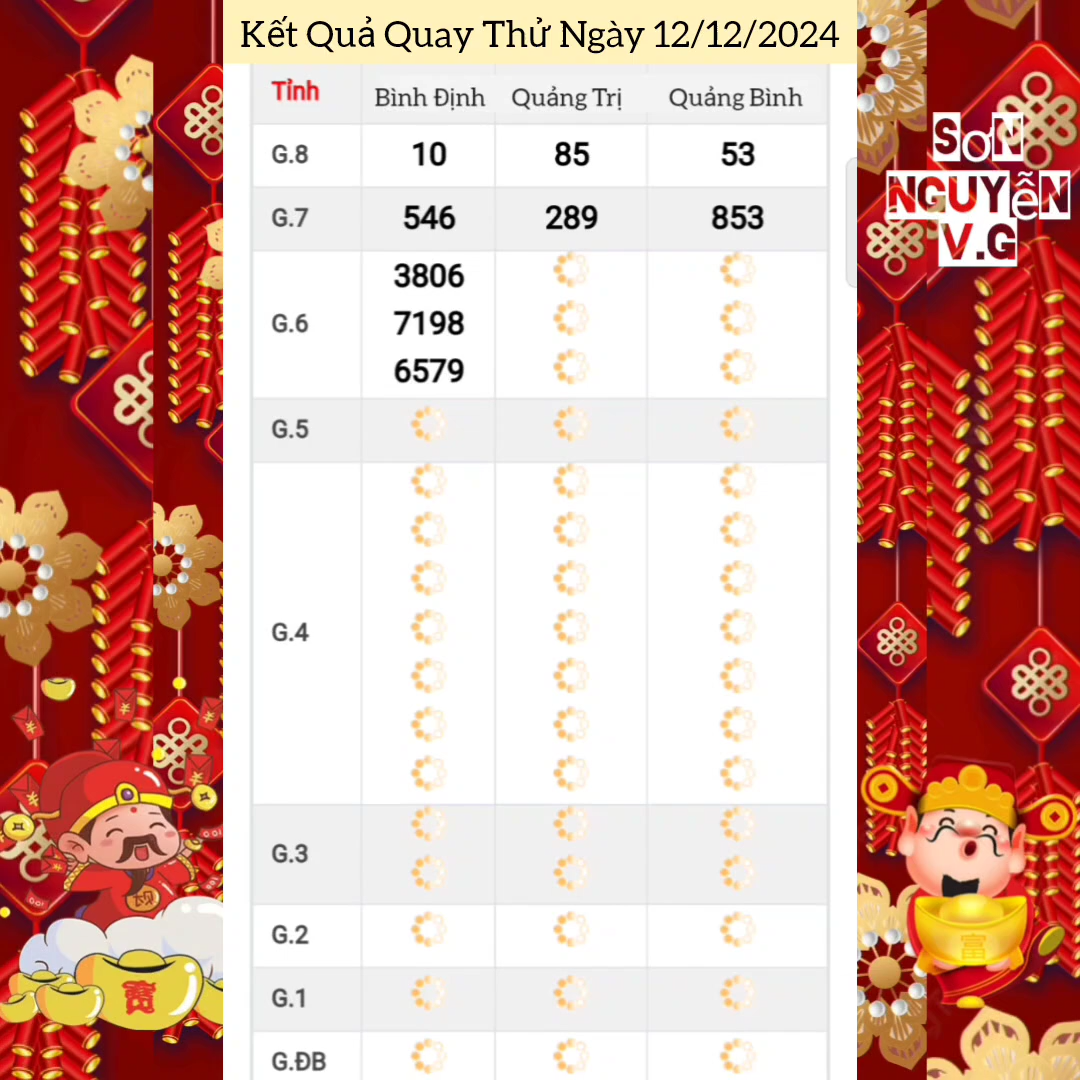 Kết Quả Quay Thử Ngày 12/12/2024
Tỉnh Bình Định Quảng Trị Quảng Bình
G.8 10 85 53
G.7 546 289 853
G.6 3806
7198
6579
G.5
G.4
G.3
G.2
G.1
G.ĐB
SƠN
NGUYỄN
V.G
富